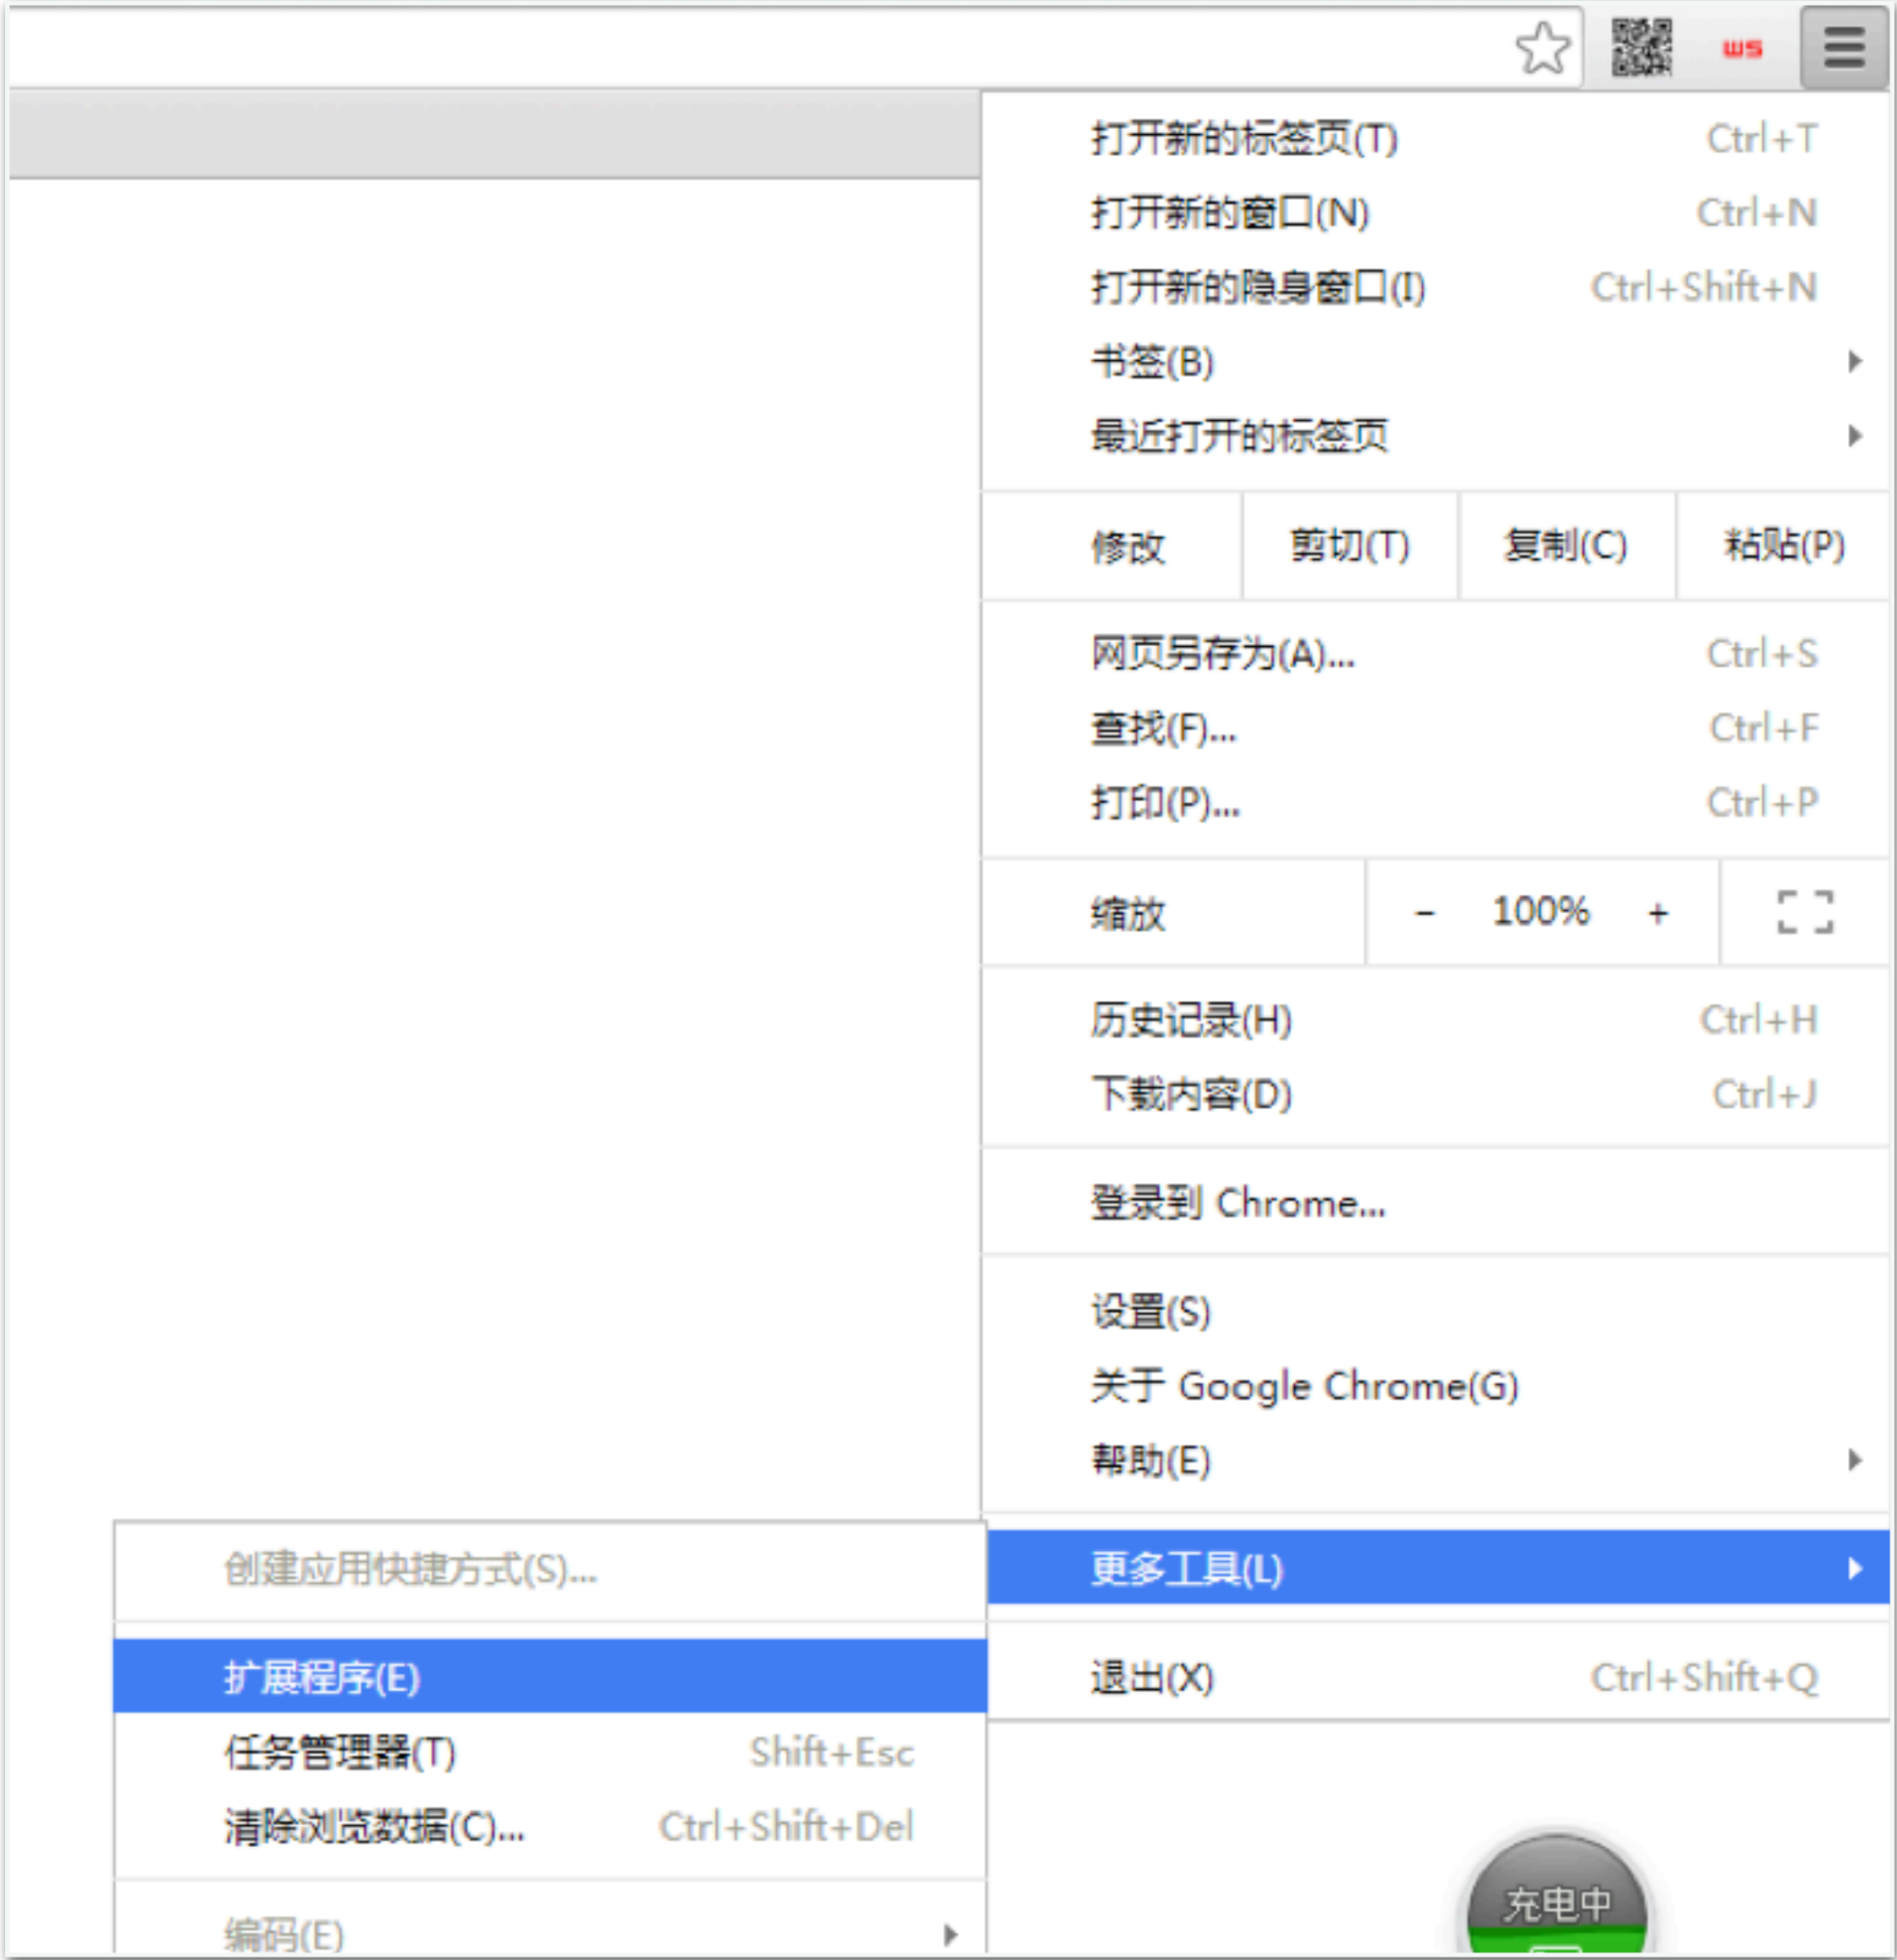 ws
打开新的标签页(T) Ctrl+T
打开新的窗口(N) Ctrl+N
打开新的隐身窗口(I) Ctrl+Shift+N
书签(B)
最近打开的标签页
修改 剪切(T) 复制(C) 粘贴(P)
网页另存为(A)... Ctrl+S
查找(F)... Ctrl+F
打印(P)... Ctrl+P
缩放 - 100% +
历史记录(H) Ctrl+H
下载内容(D) Ctrl+J
登录到 Chrome...
设置(S)
关于 Google Chrome(G)
帮助(E)
更多工具(L)
退出(X) Ctrl+Shift+Q
创建应用快捷方式(S)...
扩展程序(E)
任务管理器(T) Shift+Esc
清除浏览数据(C)... Ctrl+Shift+Del
编码(E)
充电中